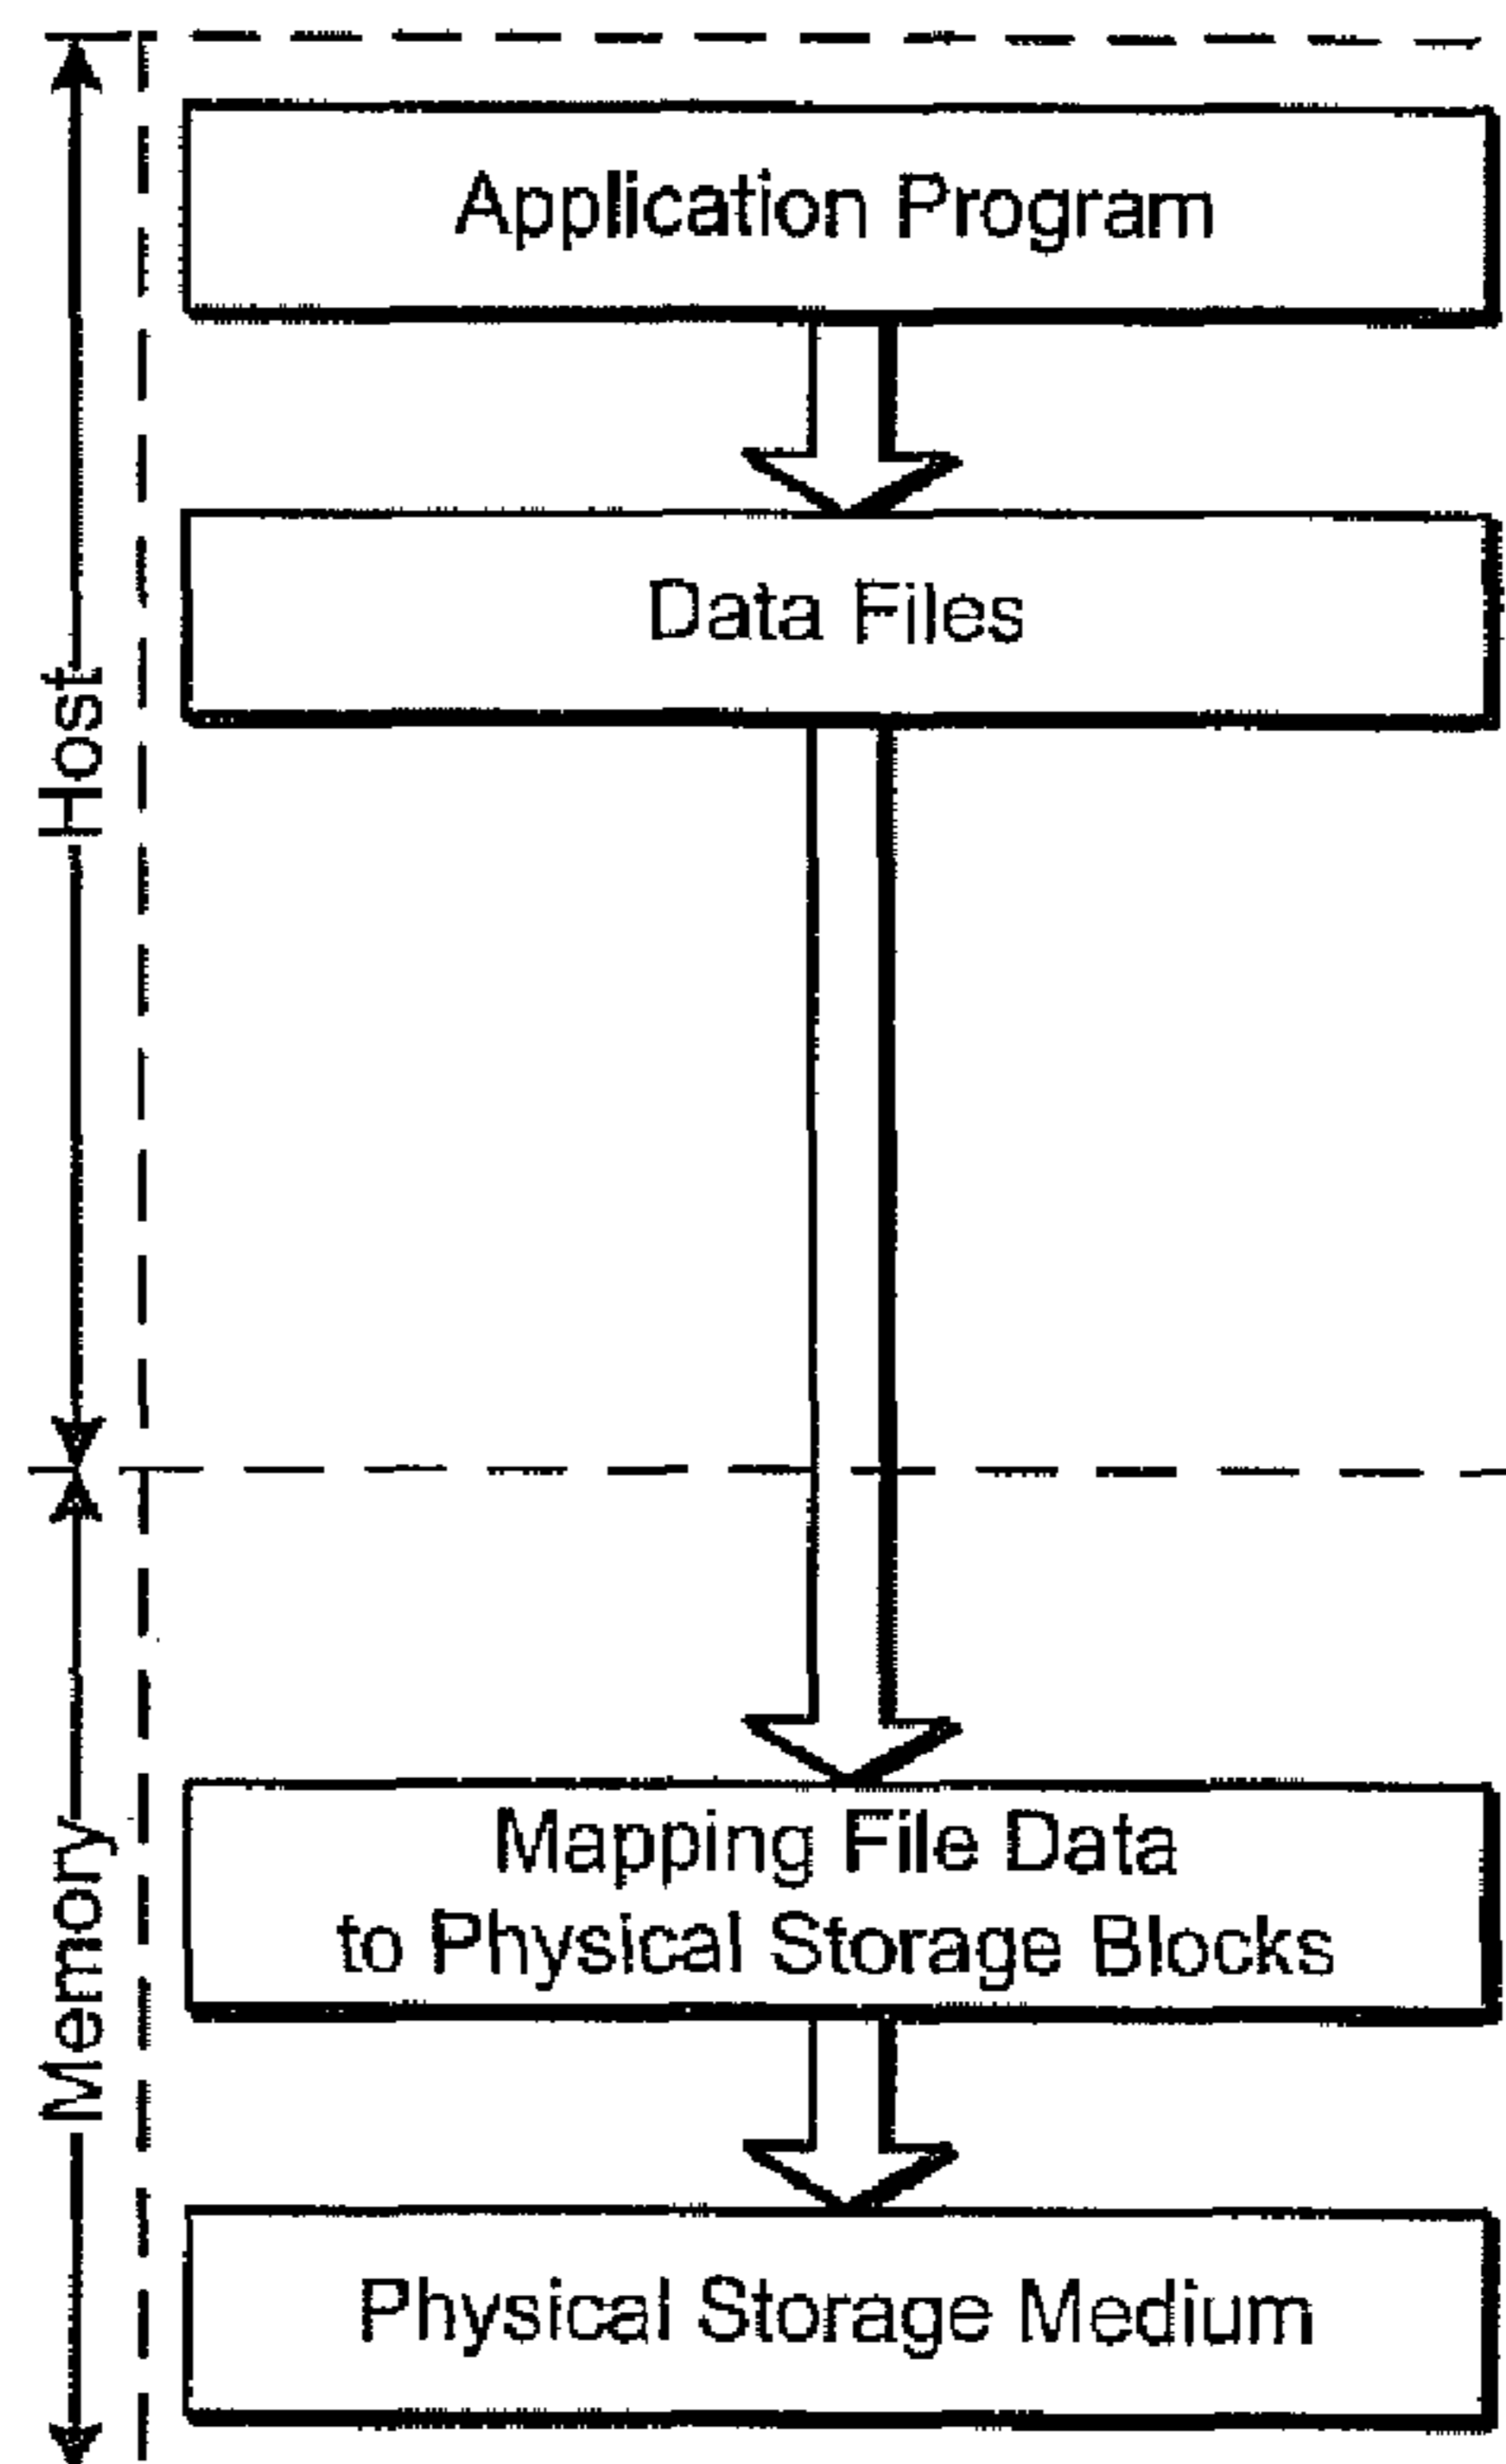 Application Program
Data Files
Host
Mapping File Data
to Physical Storage Blocks
Memory
Physical Storage Medium